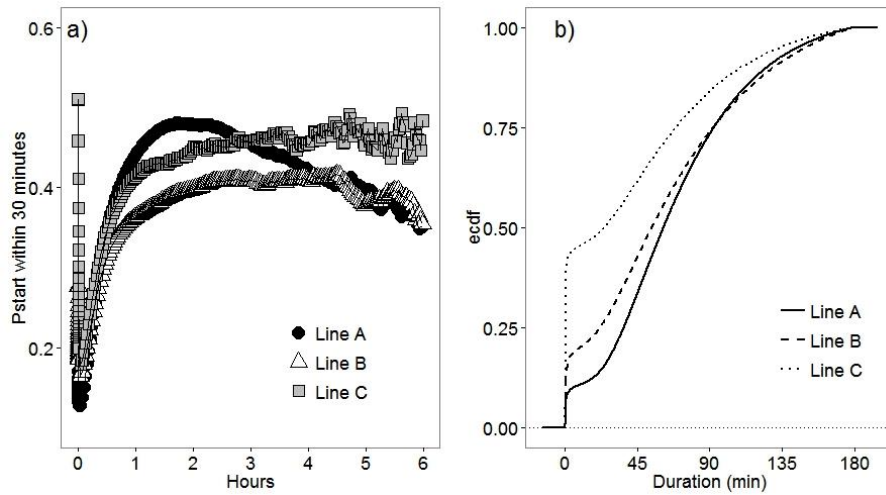 a)
Pstart within 30 minutes
0.6
0.4
0.2
0
1
2
3
4
5
6
Hours
Line A
Line B
Line C
b)
ecdf
1.00
0.75
0.50
0.25
0.00
0
45
90
135
180
Duration (min)
Line A
Line B
Line C